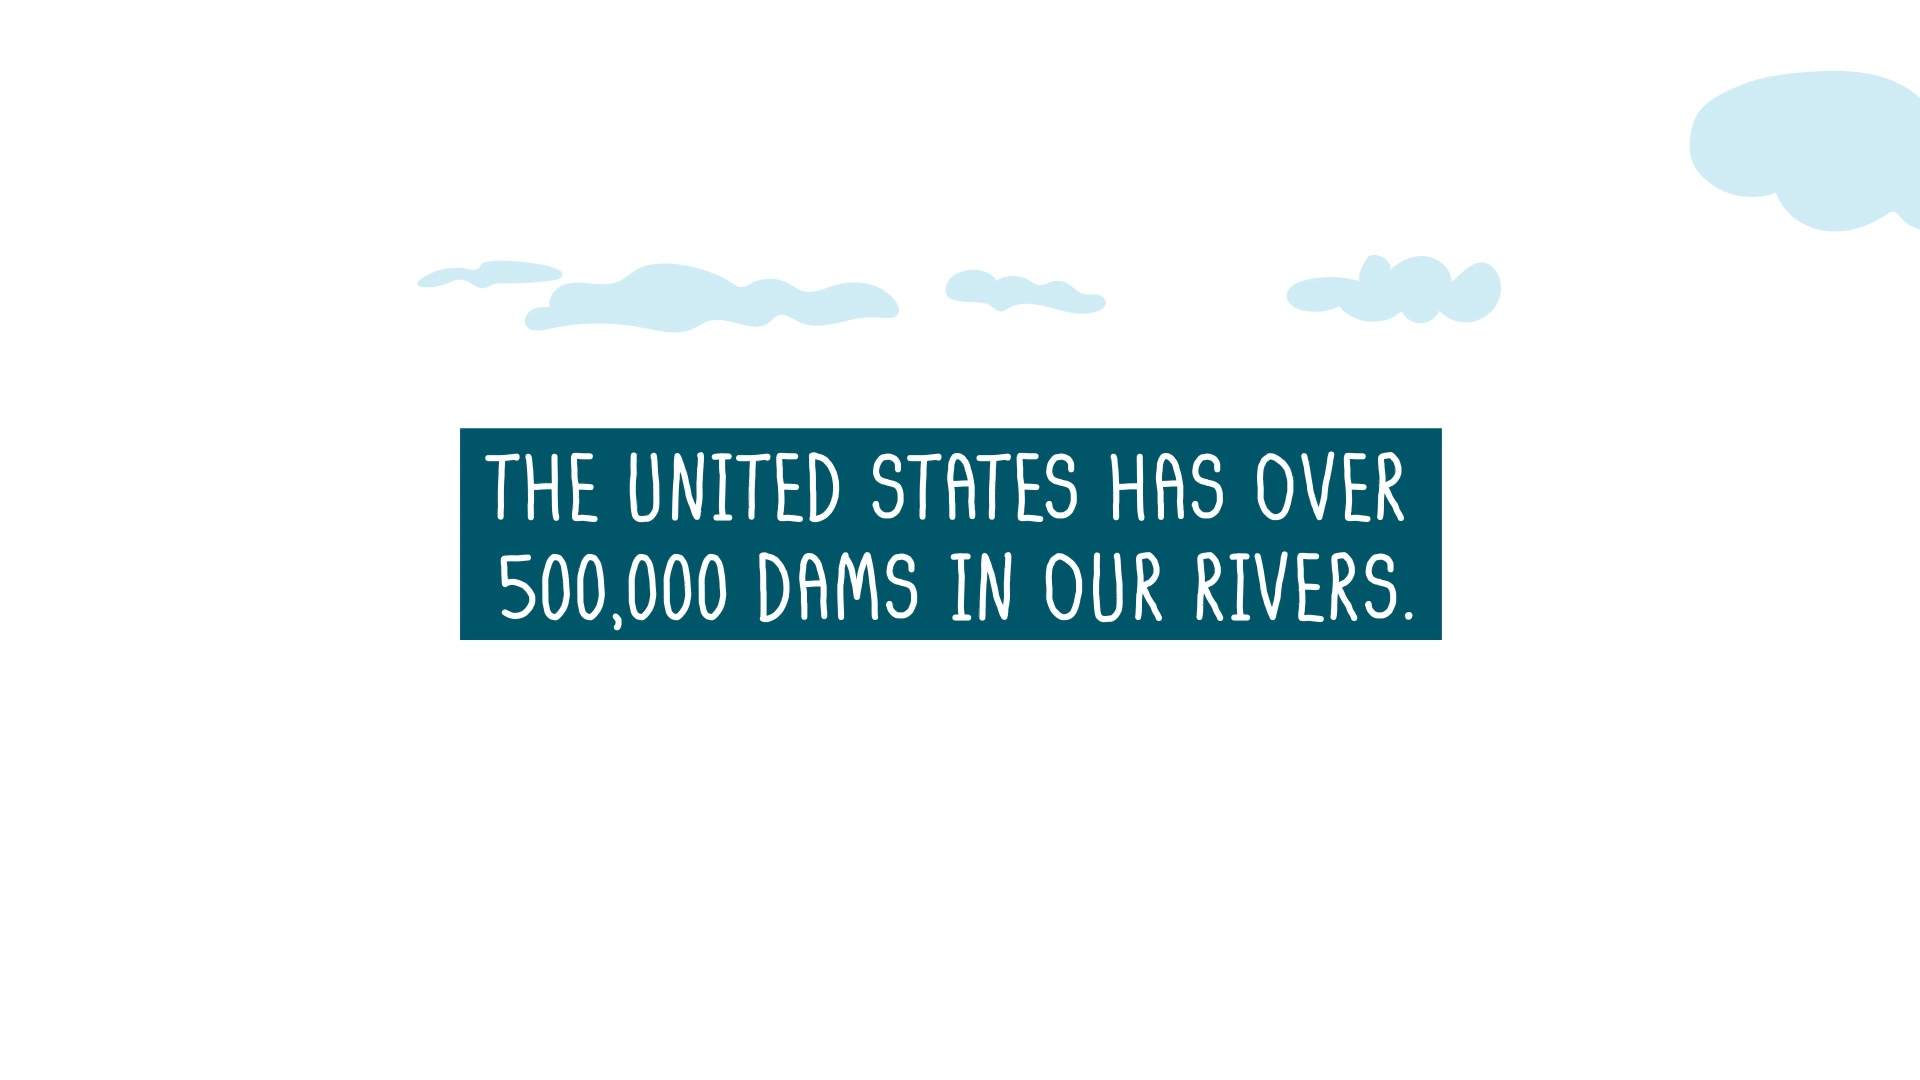 THE UNITED STATES HAS OVER
500,000 DAMS IN OUR RIVERS.